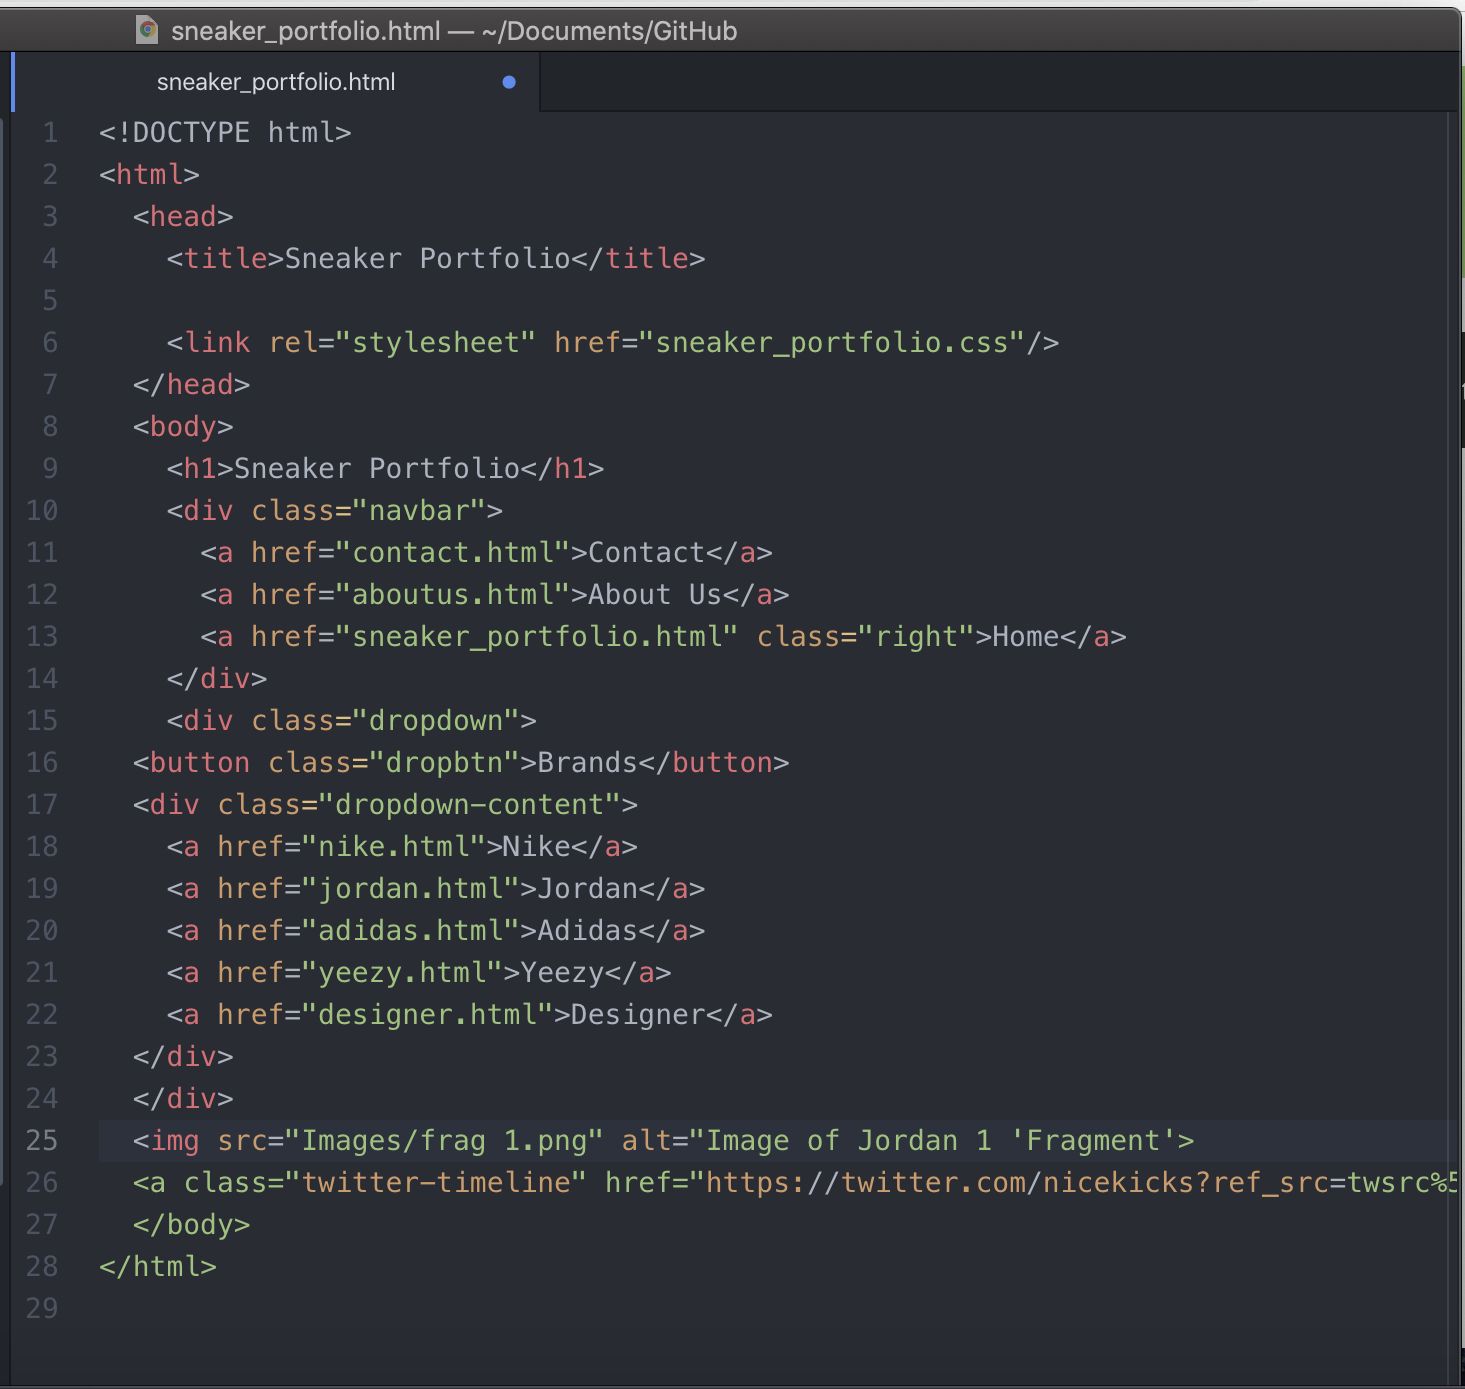 sneaker_portfolio.html — ~/Documents/GitHub
sneaker_portfolio.html
1 <!DOCTYPE html>
2 <html>
3   <head>
4     <title>Sneaker Portfolio</title>
5
6     <link rel="stylesheet" href="sneaker_portfolio.css"/>
7   </head>
8   <body>
9     <h1>Sneaker Portfolio</h1>
10     <div class="navbar">
11       <a href="contact.html">Contact</a>
12       <a href="aboutus.html">About Us</a>
13       <a href="sneaker_portfolio.html" class="right">Home</a>
14     </div>
15     <div class="dropdown">
16   <button class="dropbtn">Brands</button>
17   <div class="dropdown-content">
18     <a href="nike.html">Nike</a>
19     <a href="jordan.html">Jordan</a>
20     <a href="adidas.html">Adidas</a>
21     <a href="yeezy.html">Yeezy</a>
22     <a href="designer.html">Designer</a>
23   </div>
24   </div>
25   <img src="Images/frag 1.png" alt="Image of Jordan 1 'Fragment'>
26   <a class="twitter-timeline" href="https://twitter.com/nicekicks?ref_src=twsrc%5
27   </body>
28 </html>
29